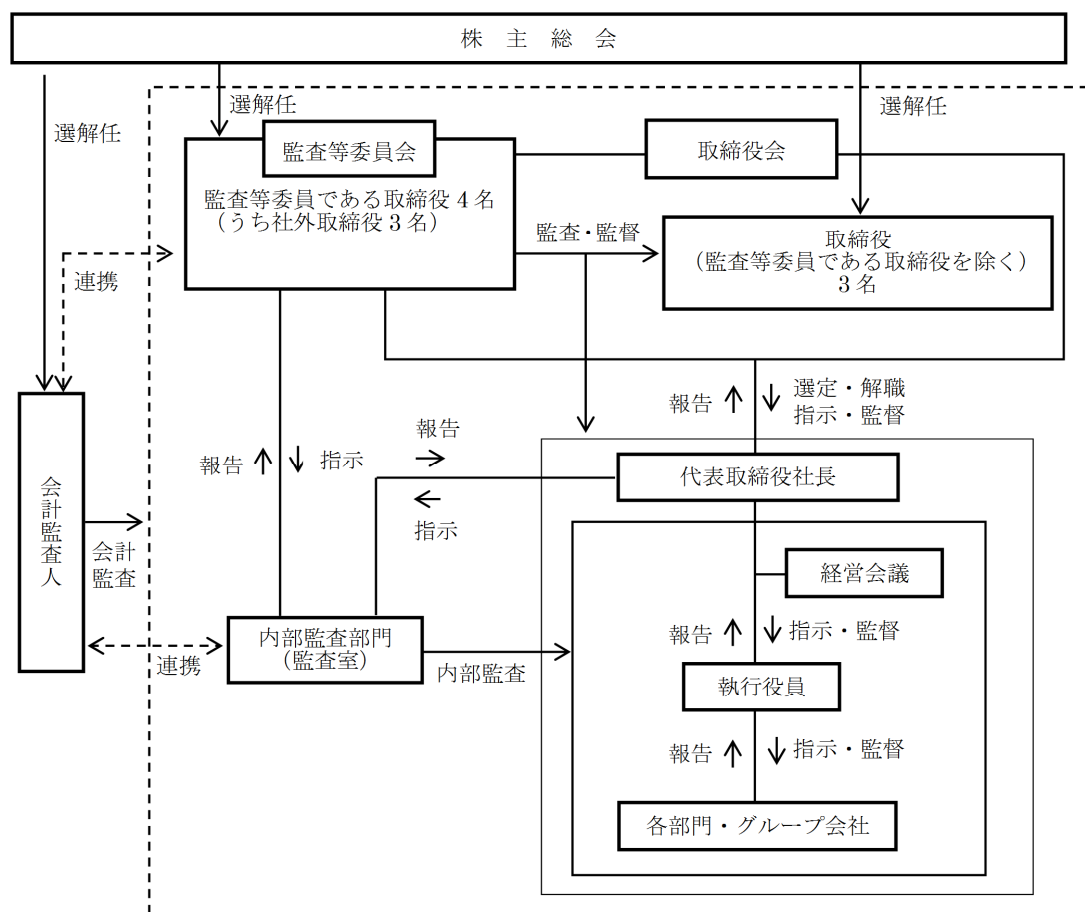 株 主 総 会
選解任
選解任
選解任
監査等委員会
取締役会
監査等委員である取締役4名
（うち社外取締役3名）
監査・監督
取締役
（監査等委員である取締役を除く）
3名
連携
報告
選定・解職
指示・監督
報告
報告
指示
指示
代表取締役社長
会計監査人
会計
監査
経営会議
報告
指示・監督
内部監査部門
（監査室）
連携
内部監査
執行役員
報告
指示・監督
各部門・グループ会社